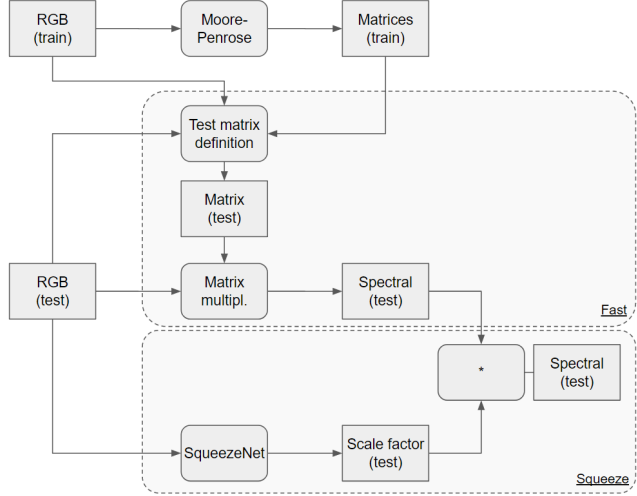 RGB
(train)
Moore-
Penrose
Matrices
(train)
Test matrix
definition
Matrix
(test)
RGB
(test)
Matrix
multipl.
Spectral
(test)
Fast
*
Spectral
(test)
SqueezeNet
Scale factor
(test)
Squeeze